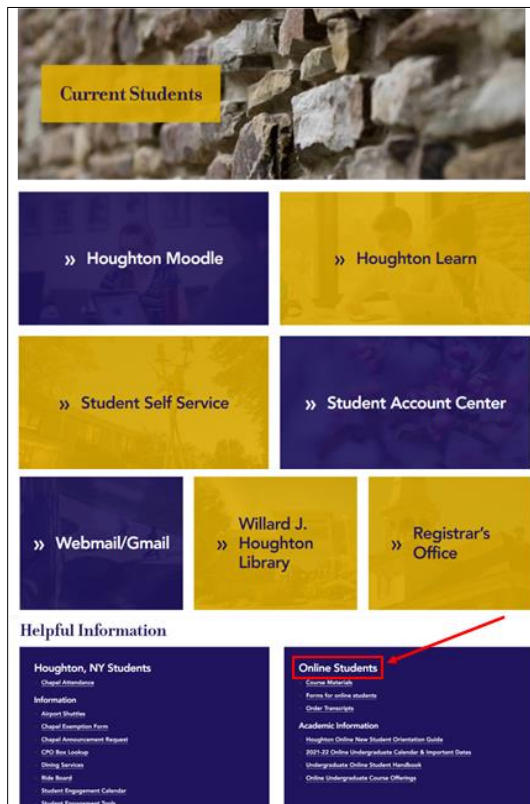 Current Students
» Houghton Moodle
» Houghton Learn
» Student Self Service
» Student Account Center
» Webmail/Gmail
» Willard J.
Houghton
Library
» Registrar's
Office
Helpful Information
Houghton, NY Students
Chapel Attendance
Information
Airport Shuttles
Chapel Exemption Form
Chapel Announcement Request
CPO Box Lookup
Dining Services
Ride Board
Student Engagement Calendar
Student Engagement Tools
Online Students
Course Materials
Forms for online students
Order Transcripts
Academic Information
Houghton Online New Student Orientation Guide
2021-22 Online Undergraduate Calendar & Important Dates
Undergraduate Online Student Handbook
Online Undergraduate Course Offerings